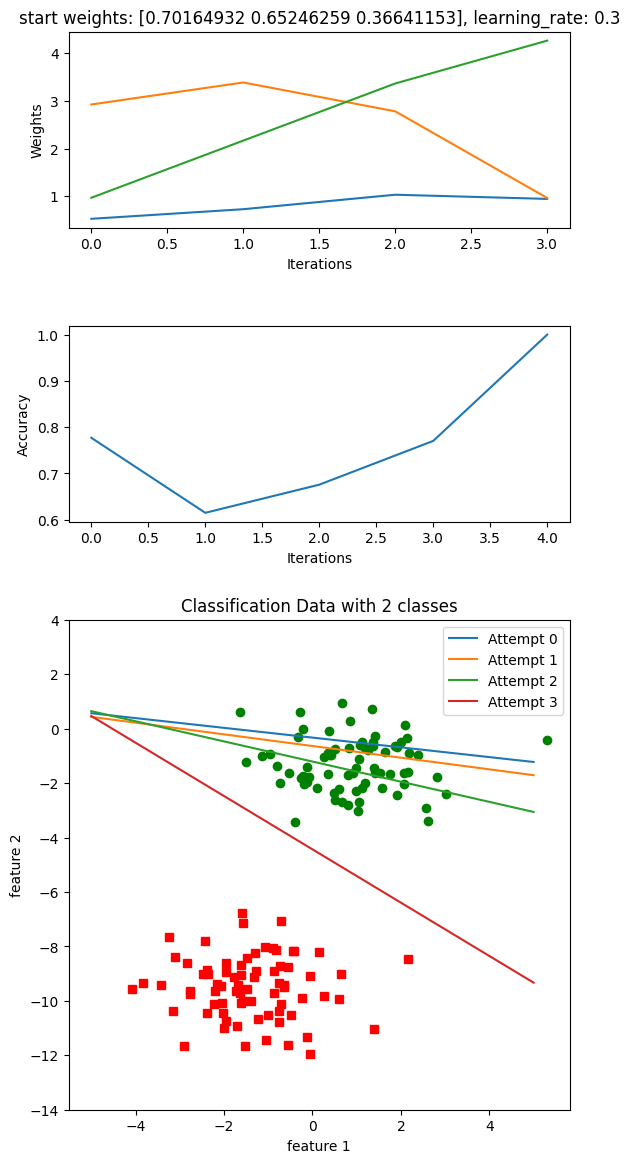 start weights: [0.70164932 0.65246259 0.36641153], learning_rate: 0.3
4
3
2
1
Weights
0.0 0.5 1.0 1.5 2.0 2.5 3.0
Iterations
1.0
0.9
0.8
0.7
0.6
Accuracy
0.0 0.5 1.0 1.5 2.0 2.5 3.0 3.5 4.0
Iterations
Classification Data with 2 classes
Attempt 0
Attempt 1
Attempt 2
Attempt 3
4
2
0
−2
−4
−6
−8
−10
−12
−14
feature 2
−4 −2 0 2 4
feature 1